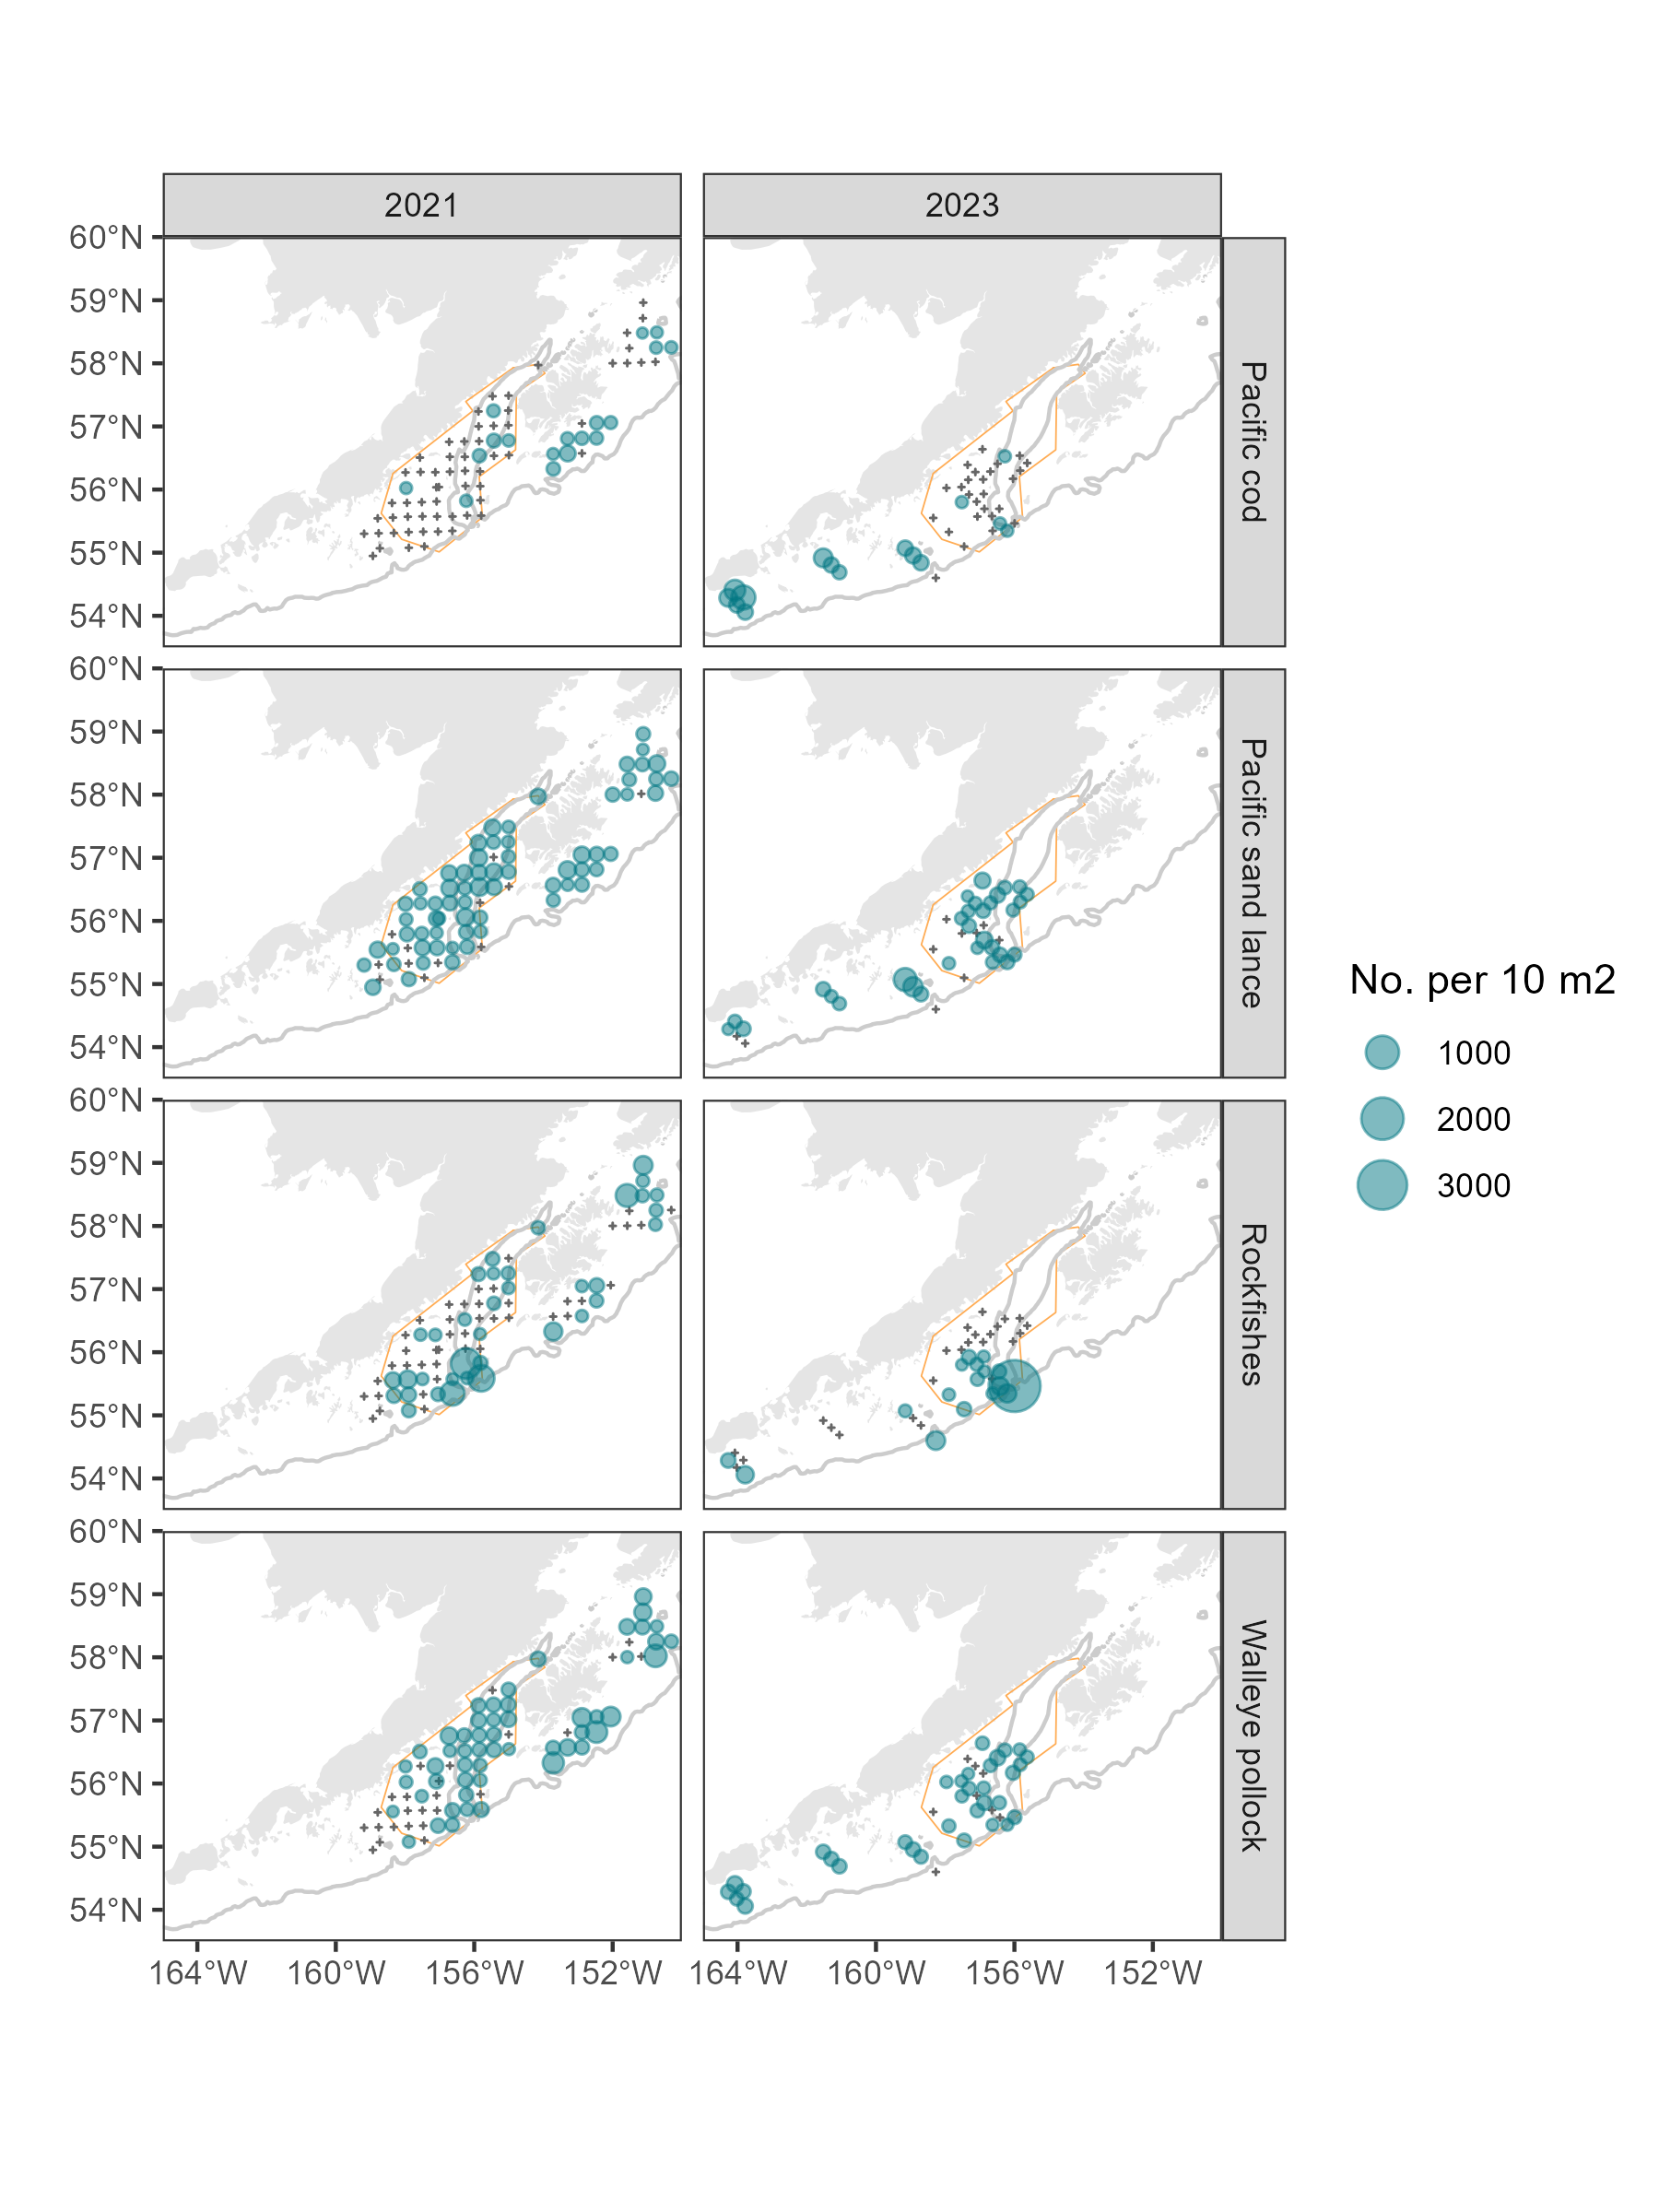 2021
2023
60°N
59°N
58°N
57°N
56°N
55°N
54°N
Pacific cod
60°N
59°N
58°N
57°N
56°N
55°N
54°N
Pacific sand lance
60°N
59°N
58°N
57°N
56°N
55°N
54°N
Rockfishes
60°N
59°N
58°N
57°N
56°N
55°N
54°N
Walleye pollock
164°W 160°W 156°W 152°W
164°W 160°W 156°W 152°W
No. per 10 m2
1000
2000
3000